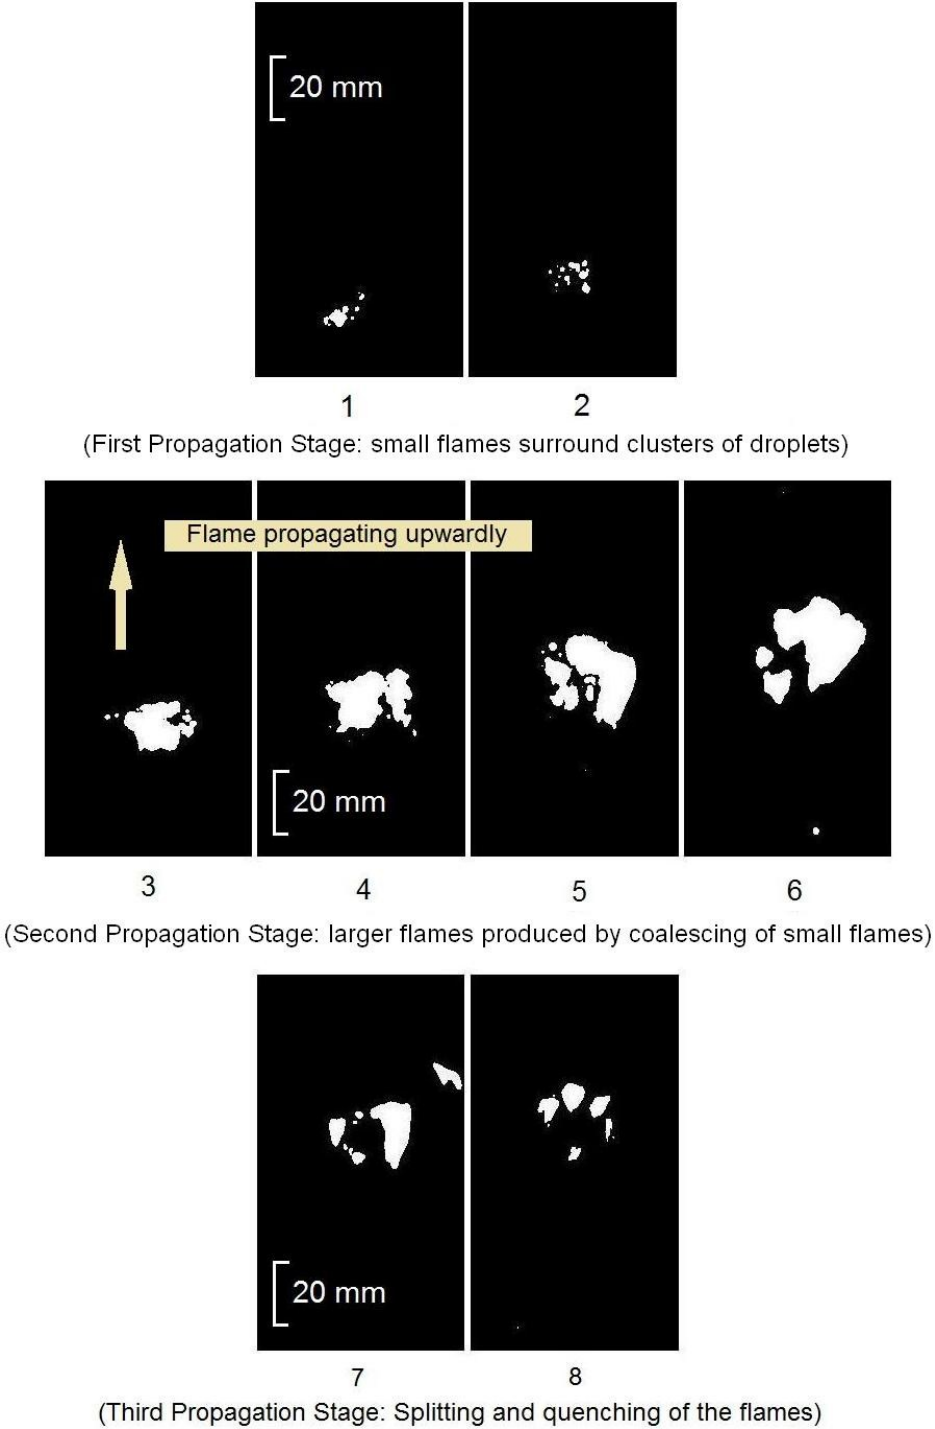 20 mm
1
2
(First Propagation Stage: small flames surround clusters of droplets)
Flame propagating upwardly
20 mm
3
4
5
6
(Second Propagation Stage: larger flames produced by coalescing of small flames)
20 mm
7
8
(Third Propagation Stage: Splitting and quenching of the flames)